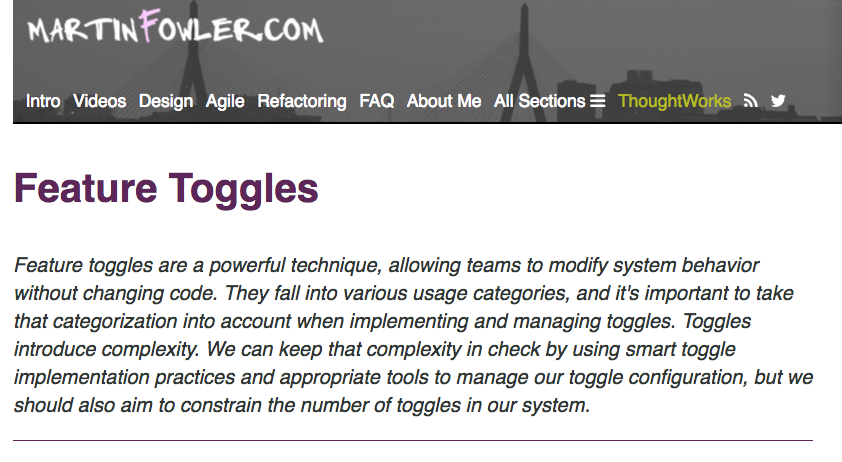 MARTINFOWLER.COM
Intro Videos Design Agile Refactoring FAQ About Me All Sections ThoughtWorks
Feature Toggles
Feature toggles are a powerful technique, allowing teams to modify system behavior
without changing code. They fall into various usage categories, and it's important to take
that categorization into account when implementing and managing toggles. Toggles
introduce complexity. We can keep that complexity in check by using smart toggle
implementation practices and appropriate tools to manage our toggle configuration, but we
should also aim to constrain the number of toggles in our system.